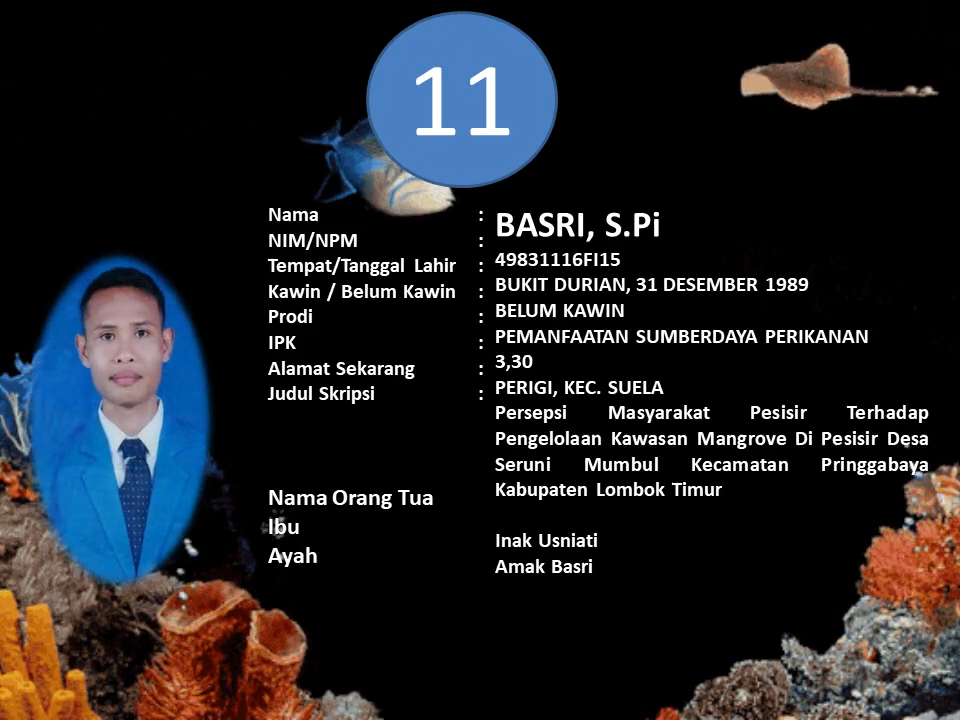 11
Nama : BASRI, S.Pi
NIM/NPM : 49831116FI15
Tempat/Tanggal Lahir : BUKIT DURIAN, 31 DESEMBER 1989
Kawin / Belum Kawin : BELUM KAWIN
Prodi : PEMANFAATAN SUMBERDAYA PERIKANAN
IPK : 3,30
Alamat Sekarang : PERIGI, KEC. SUELA
Judul Skripsi : Persepsi Masyarakat Pesisir Terhadap
Pengelolaan Kawasan Mangrove Di Pesisir Desa
Seruni Mumbul Kecamatan Pringgabaya
Kabupaten Lombok Timur
Nama Orang Tua
Ibu Inak Usniati
Ayah Amak Basri